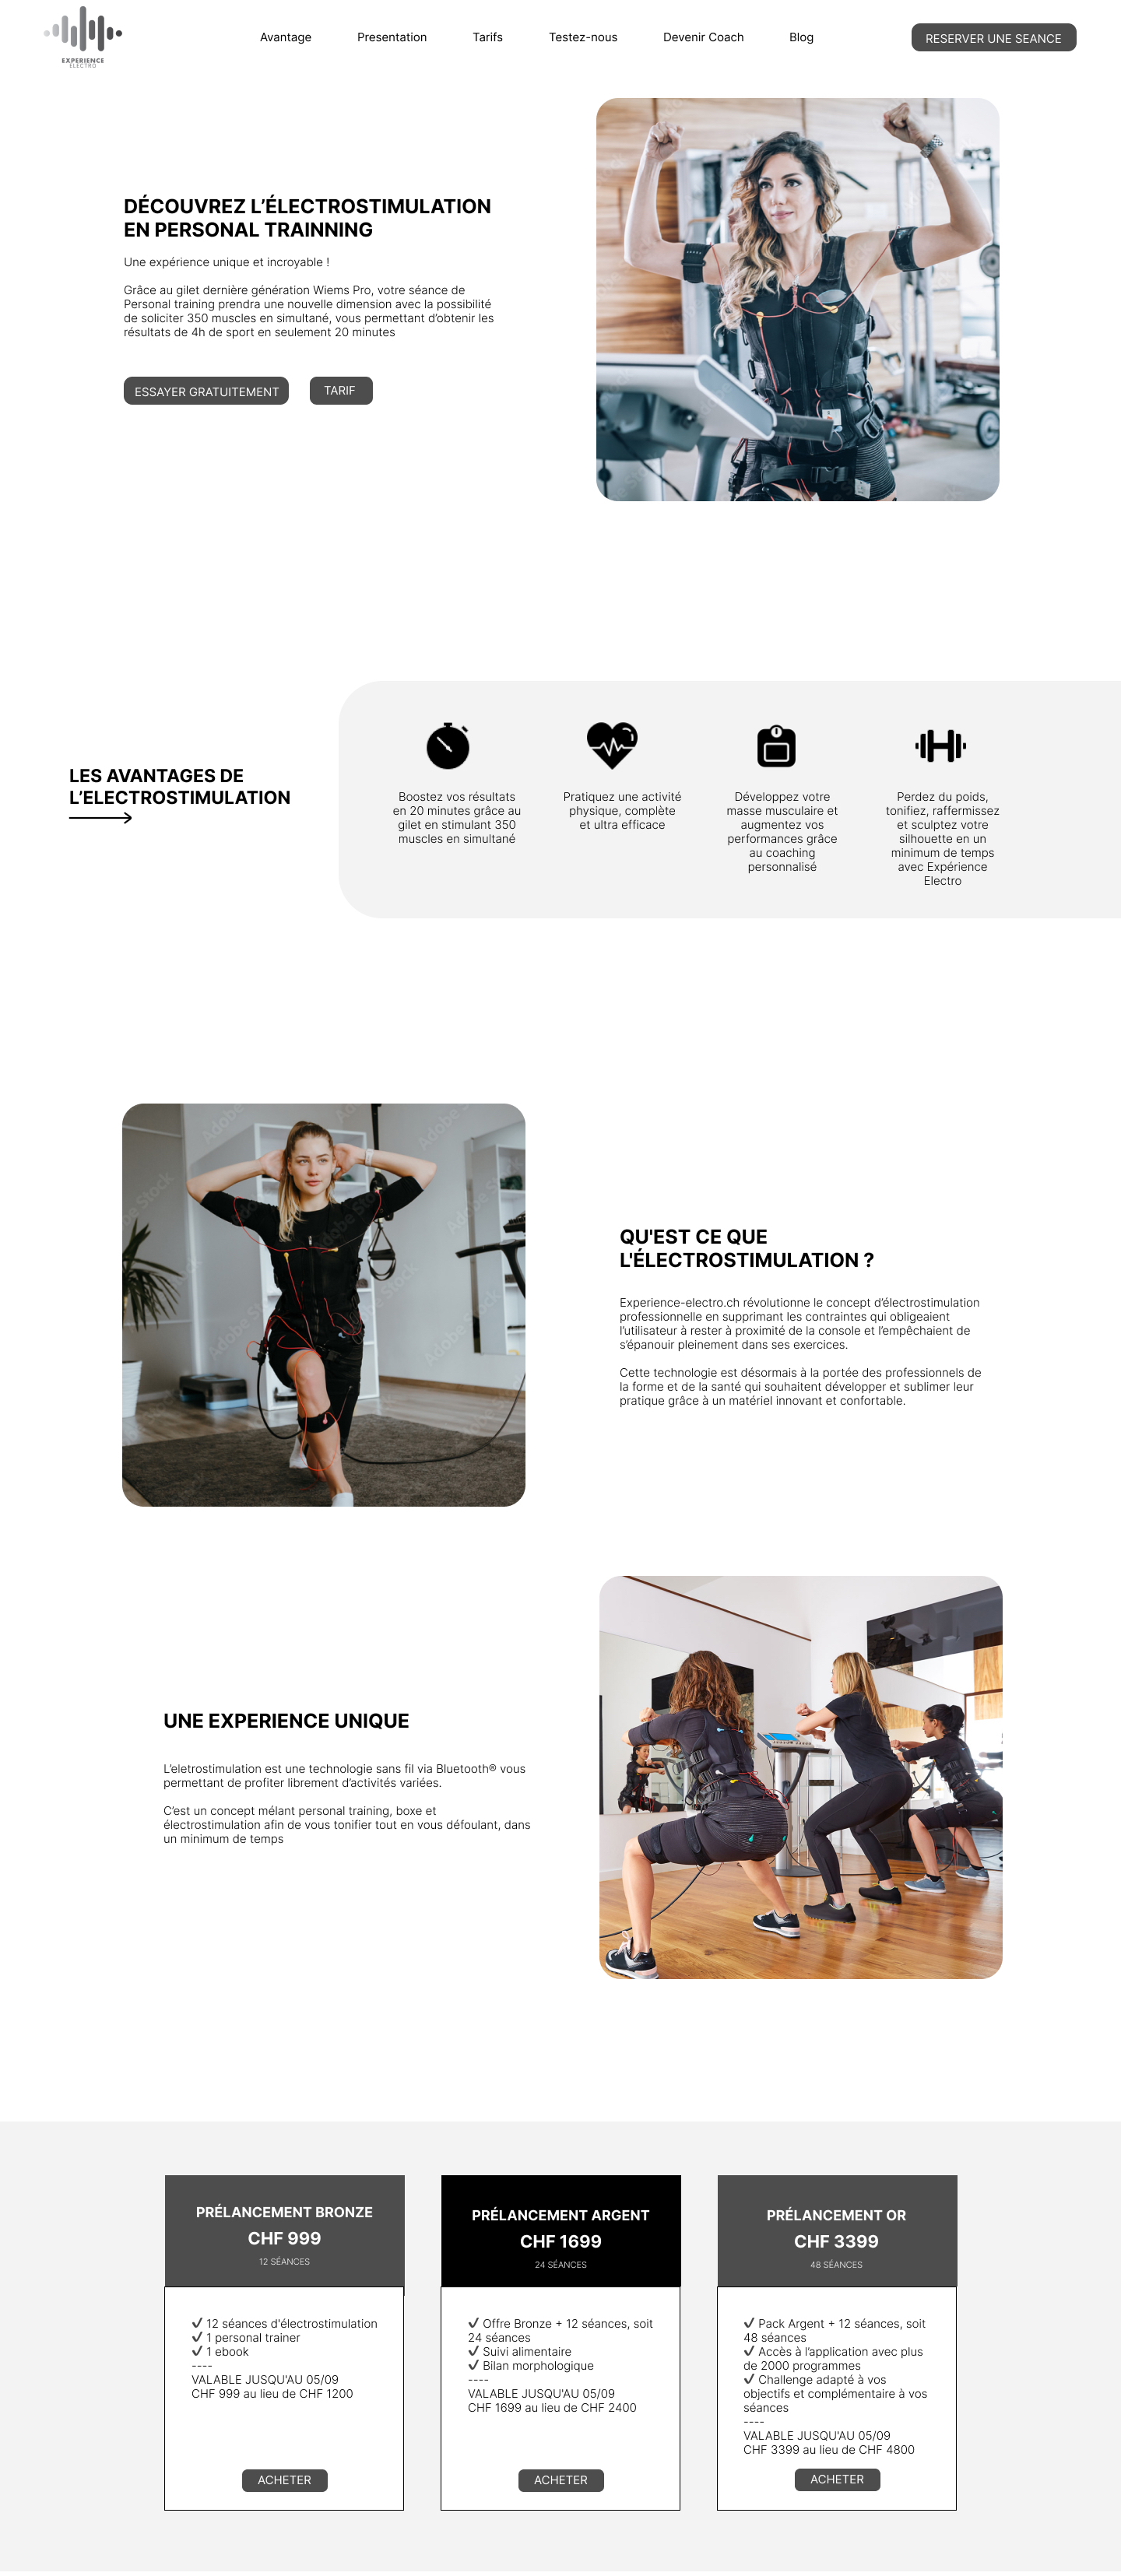 EXPERIENCE
ELECTRO
Avantage
Presentation
Tarifs
Testez-nous
Devenir Coach
Blog
RESERVER UNE SEANCE
DÉCOUVREZ L’ÉLECTROSTIMULATION
EN PERSONAL TRAINNING
Une expérience unique et incroyable !
Grâce au gilet dernière génération Wiems Pro, votre séance de
Personal training prendra une nouvelle dimension avec la possibilité
de soliciter 350 muscles en simultané, vous permettant d’obtenir les
résultats de 4h de sport en seulement 20 minutes
ESSAYER GRATUITEMENT
TARIF
LES AVANTAGES DE
L’ELECTROSTIMULATION
Boostez vos résultats
en 20 minutes grâce au
gilet en stimulant 350
muscles en simultané
Pratiquez une activité
physique, complète
et ultra efficace
Développez votre
masse musculaire et
augmentez vos
performances grâce
au coaching
personnalisé
Perdez du poids,
tonifiez, raffermissez
et sculptez votre
silhouette en un
minimum de temps
avec Expérience
Electro
Adobe Stock
QU'EST CE QUE
L'ÉLECTROSTIMULATION ?
Experience-electro.ch révolutionne le concept d’électrostimulation
professionnelle en supprimant les contraintes qui obligeaient
l’utilisateur à rester à proximité de la console et l’empêchaient de
s’épanouir pleinement dans ses exercices.
Cette technologie est désormais à la portée des professionnels de
la forme et de la santé qui souhaitent développer et sublimer leur
pratique grâce à un matériel innovant et confortable.
UNE EXPERIENCE UNIQUE
L’eletrostimulation est une technologie sans fil via Bluetooth® vous
permettant de profiter librement d’activités variées.
C’est un concept mélant personal training, boxe et
électrostimulation afin de vous tonifier tout en vous défoulant, dans
un minimum de temps
PRÉLANCEMENT BRONZE
CHF 999
12 SÉANCES
✓ 12 séances d'électrostimulation
✓ 1 personal trainer
✓ 1 ebook
----
VALABLE JUSQU'AU 05/09
CHF 999 au lieu de CHF 1200
ACHETER
PRÉLANCEMENT ARGENT
CHF 1699
24 SÉANCES
✓ Offre Bronze + 12 séances, soit
24 séances
✓ Suivi alimentaire
✓ Bilan morphologique
----
VALABLE JUSQU'AU 05/09
CHF 1699 au lieu de CHF 2400
ACHETER
PRÉLANCEMENT OR
CHF 3399
48 SÉANCES
✓ Pack Argent + 12 séances, soit
48 séances
✓ Accès à l’application avec plus
de 2000 programmes
✓ Challenge adapté à vos
objectifs et complémentaire à vos
séances
----
VALABLE JUSQU'AU 05/09
CHF 3399 au lieu de CHF 4800
ACHETER